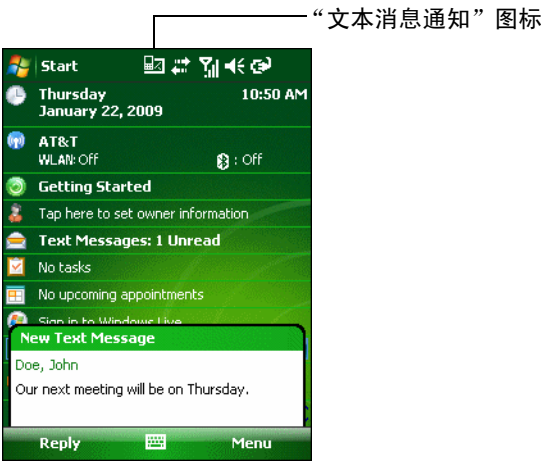 “文本消息通知”图标
Start
Thursday 10:50 AM
January 22, 2009
AT&T
WLAN: Off : Off
Getting Started
Tap here to set owner information
Text Messages: 1 Unread
No tasks
No upcoming appointments
Sign in to Windows Live
New Text Message
Doe, John
Our next meeting will be on Thursday.
Reply Menu